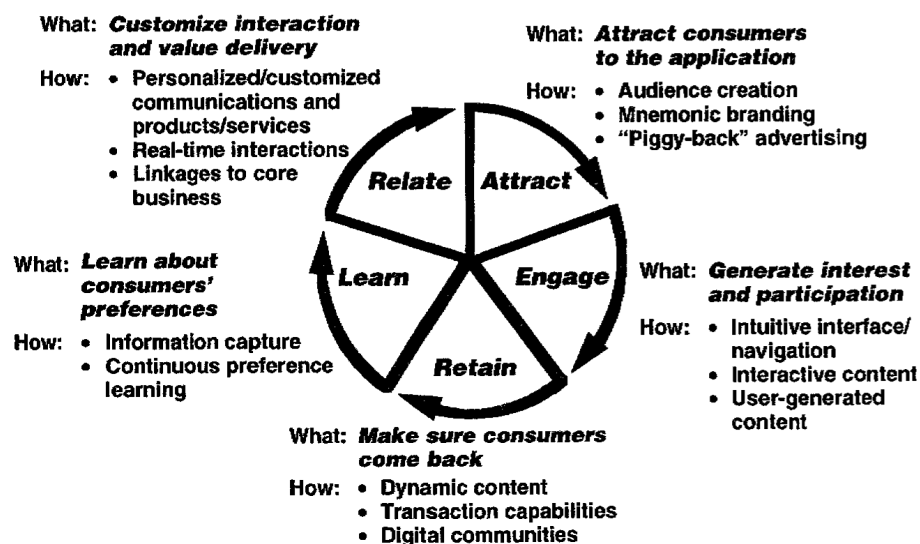 What: Customize interaction
and value delivery
How: • Personalized/customized
communications and
products/services
• Real-time interactions
• Linkages to core
business
What: Attract consumers
to the application
How: • Audience creation
• Mnemonic branding
• “Piggy-back” advertising
Relate
Attract
Learn
Engage
Retain
What: Learn about
consumers'
preferences
How: • Information capture
• Continuous preference
learning
What: Generate interest
and participation
How: • Intuitive interface/
navigation
• Interactive content
• User-generated
content
What: Make sure consumers
come back
How: • Dynamic content
• Transaction capabilities
• Digital communities